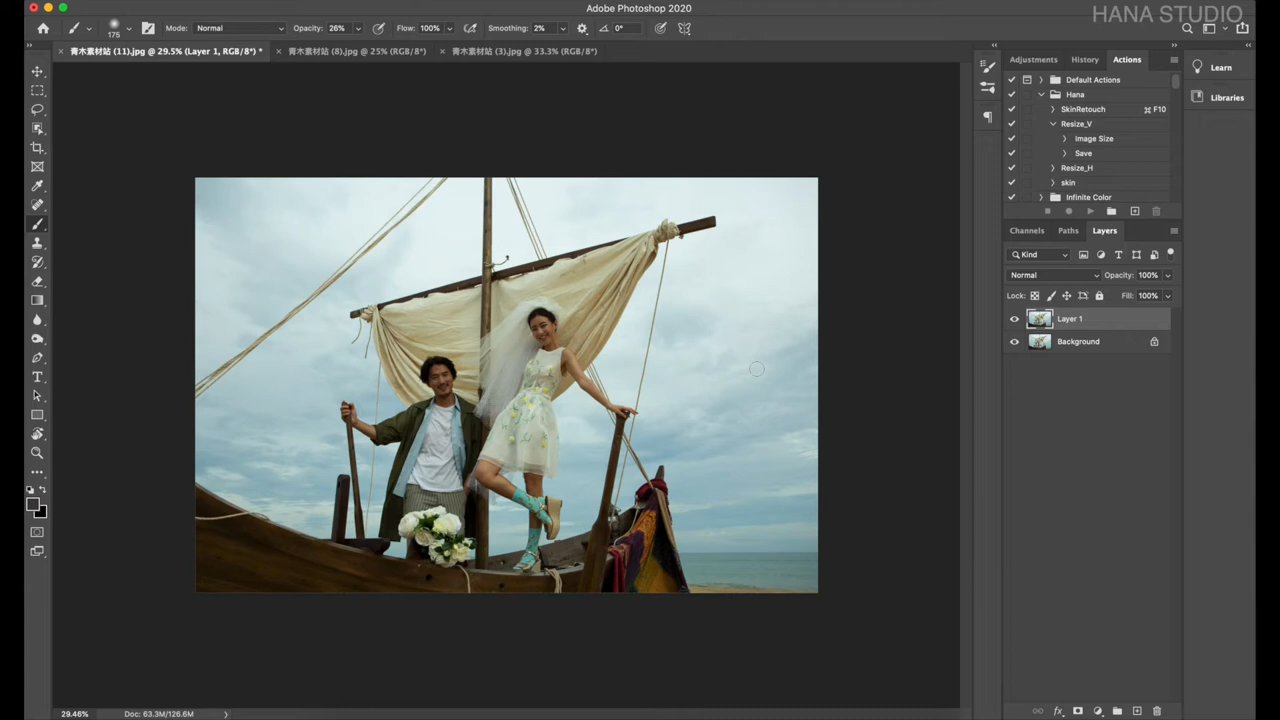 Adobe Photoshop 2020
HANA STUDIO
175
Mode: Normal
Opacity: 26%
Flow: 100%
Smoothing: 2%
0°
× 青木素材站 (11).jpg @ 29.5% (Layer 1, RGB/8*) *
× 青木素材站 (8).jpg @ 25% (RGB/8*)
× 青木素材站 (3).jpg @ 33.3% (RGB/8*)
Adjustments
History
Actions
Learn
Libraries
Default Actions
Hana
SkinRetouch
⌘ F10
Resize_V
Image Size
Save
Resize_H
skin
Infinite Color
Channels
Paths
Layers
Kind
Normal
Opacity: 100%
Lock:
Fill: 100%
Layer 1
Background
29.46%
Doc: 63.3M/126.6M